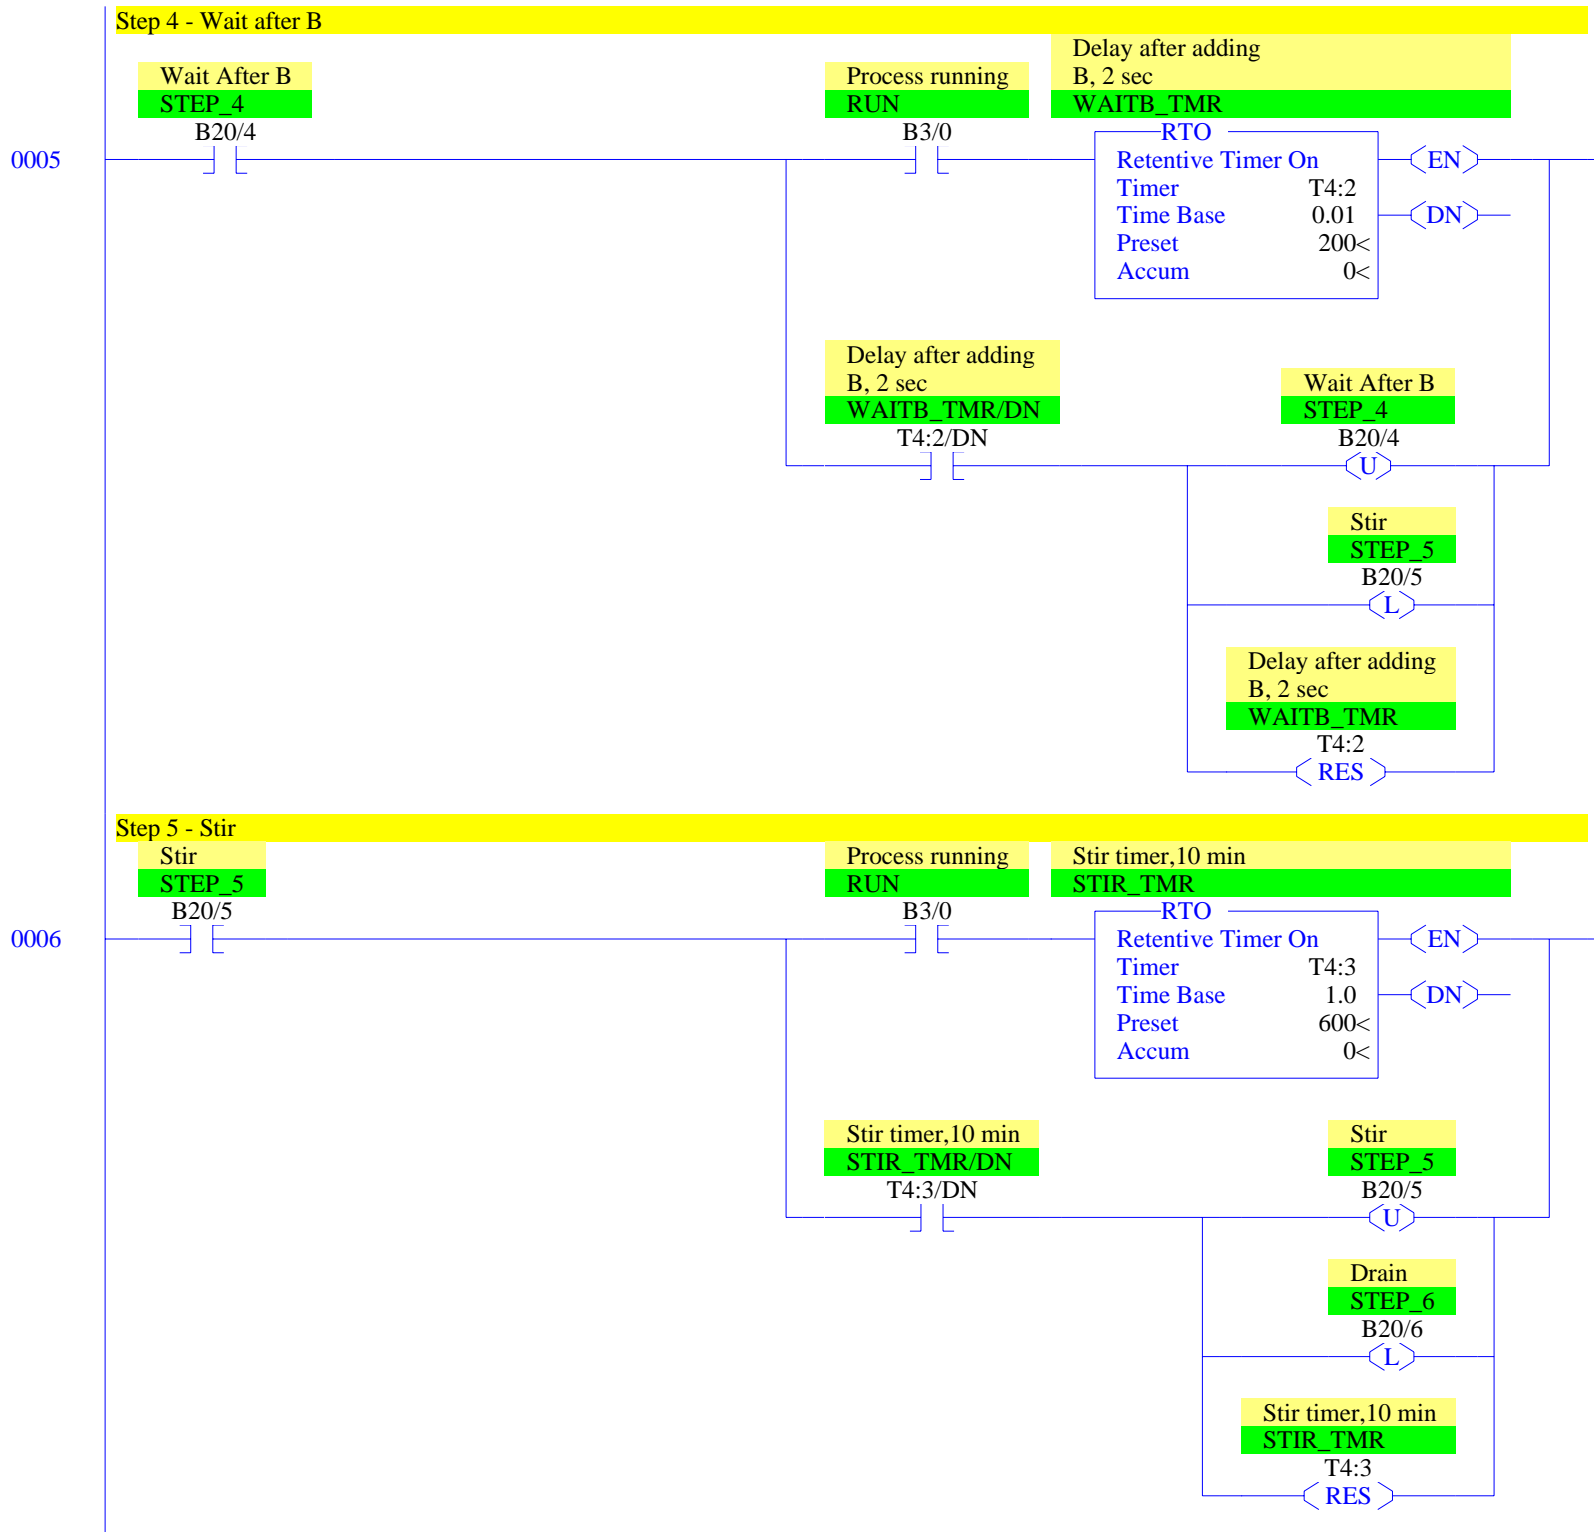 Step 4 - Wait after B
Wait After B
STEP_4
B20/4
Process running
RUN
B3/0
Delay after adding
B, 2 sec
WAITB_TMR
0005
RTO
Retentive Timer On
Timer T4:2
Time Base 0.01
Preset 200<
Accum 0<
EN
DN
Delay after adding
B, 2 sec
WAITB_TMR/DN
T4:2/DN
Wait After B
STEP_4
B20/4
U
Stir
STEP_5
B20/5
L
Delay after adding
B, 2 sec
WAITB_TMR
T4:2
RES
Step 5 - Stir
Stir
STEP_5
B20/5
Process running
RUN
B3/0
Stir timer,10 min
STIR_TMR
0006
RTO
Retentive Timer On
Timer T4:3
Time Base 1.0
Preset 600<
Accum 0<
EN
DN
Stir timer,10 min
STIR_TMR/DN
T4:3/DN
Stir
STEP_5
B20/5
U
Drain
STEP_6
B20/6
L
Stir timer,10 min
STIR_TMR
T4:3
RES